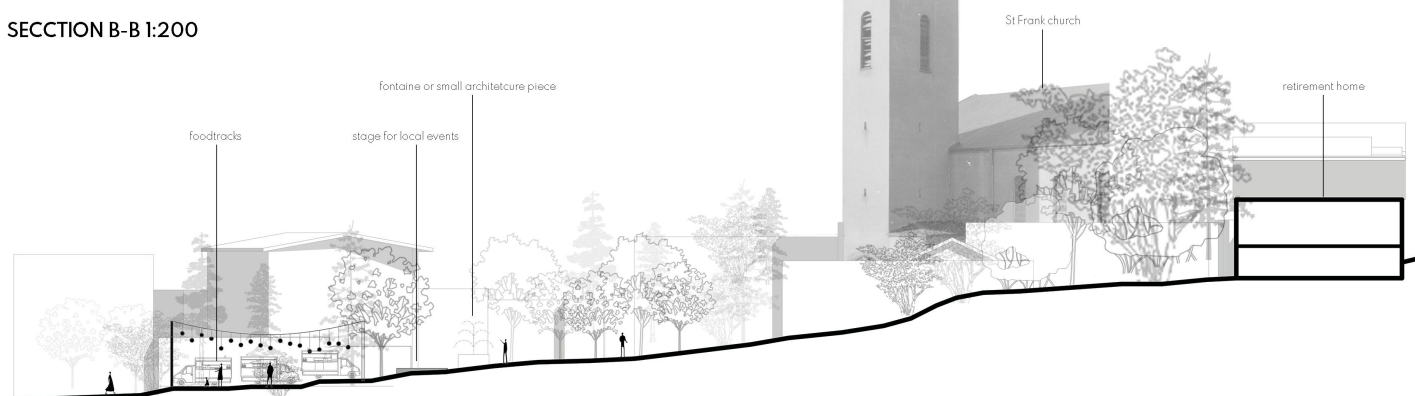 SECCTION B-B 1:200
St Frank church
fontaine or small architetcure piece
retirement home
foodtracks
stage for local events